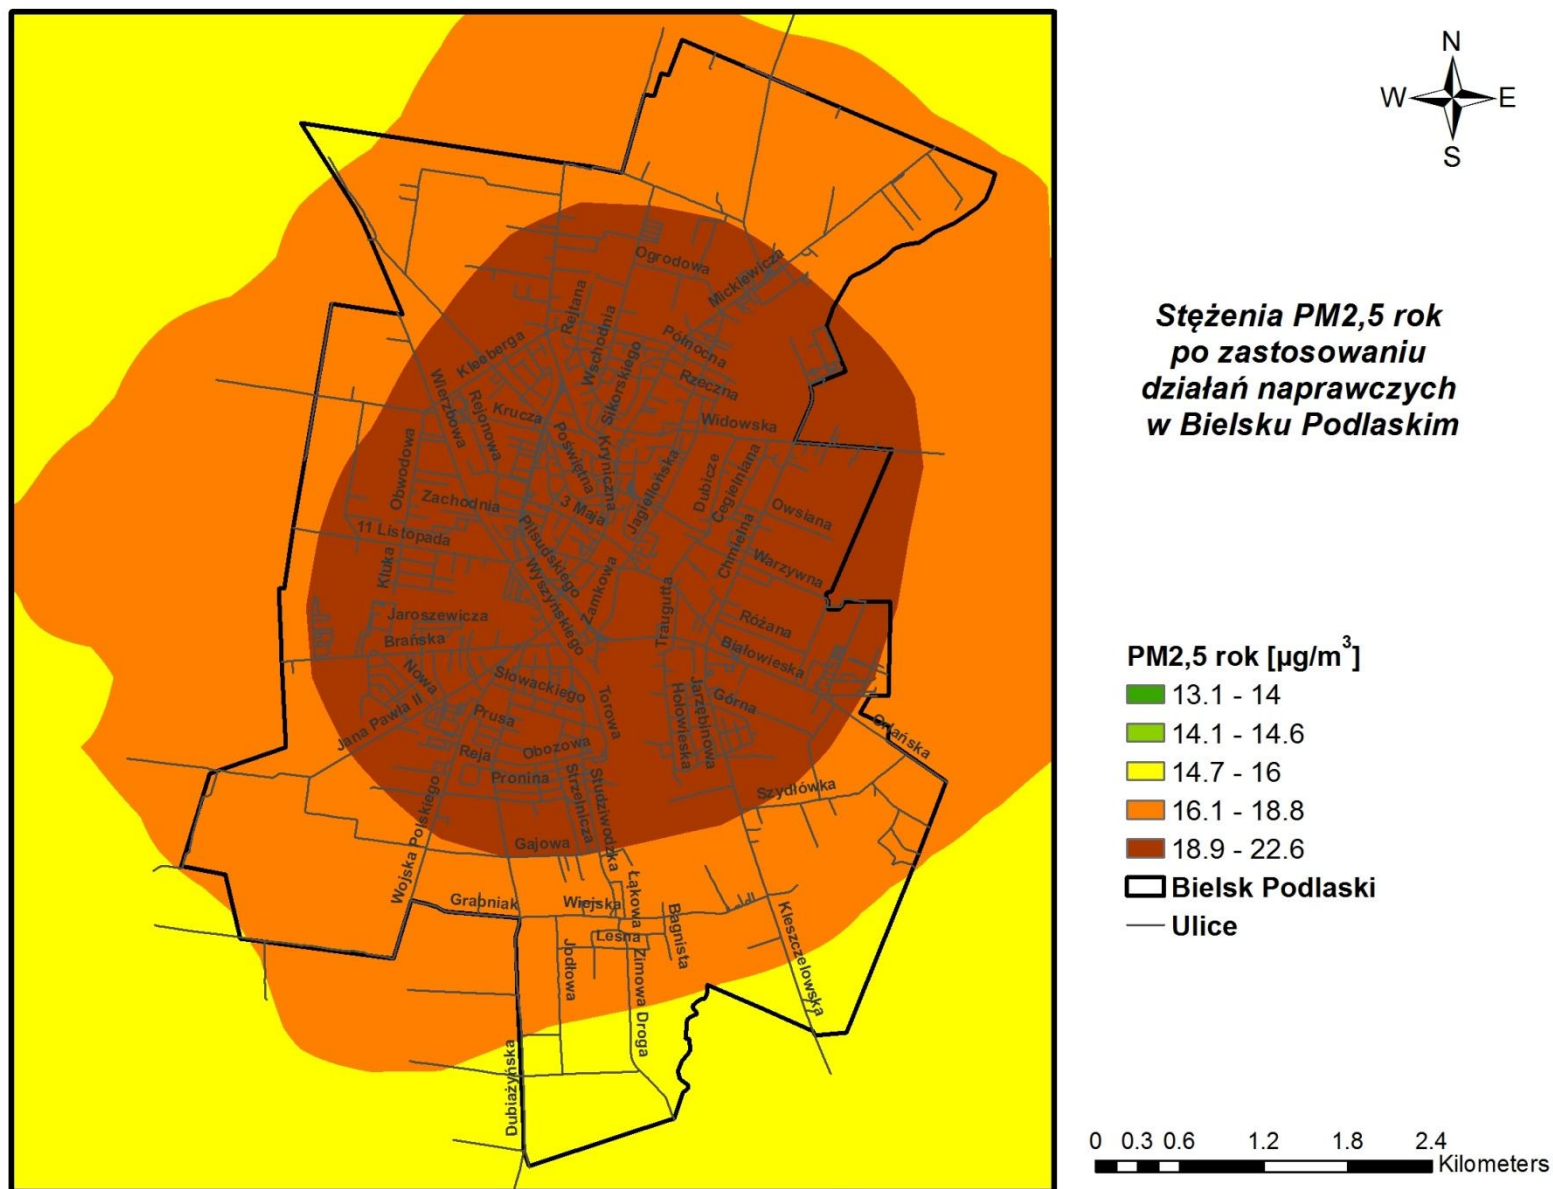 N
W E
S
Stężenia PM2,5 rok
po zastosowaniu
działań naprawczych
w Bielsku Podlaskim
PM2,5 rok [µg/m³]
13.1 - 14
14.1 - 14.6
14.7 - 16
16.1 - 18.8
18.9 - 22.6
Bielsk Podlaski
Ulice
0 0.3 0.6 1.2 1.8 2.4
Kilometers
Ogrodowa
Mickiewicza
Rejtana
Wschodnia
Północna
Kleeberga
Sikorskiego
Rzeczna
Wierzbowa
Rejonowa
Krucza
Widowska
Obwodowa
Poświętna
Kryniczna
Jagiellońska
Dubicze
Cegielniana
Zachodnia
3 Maja
Owsiana
11 Listopada
Piłsudskiego
Chmielna
Warzywna
Kluka
Wyszyńskiego
Zamkowa
Traugutta
Jaroszewicza
Różana
Brańska
Białowieska
Nowa
Słowackiego
Hołowieska
Jarzębinowa
Górna
Jana Pawła II
Prusa
Torowa
Orlańska
Reja
Obozowa
Pronina
Strzelnicza
Studziwodzka
Szydłówka
Wojska Polskiego
Gajowa
Grabniak
Wiejska
Łąkowa
Bagnista
Leśna
Kleszczelowska
Jodłowa
Zimowa Droga
Dubiażyńska